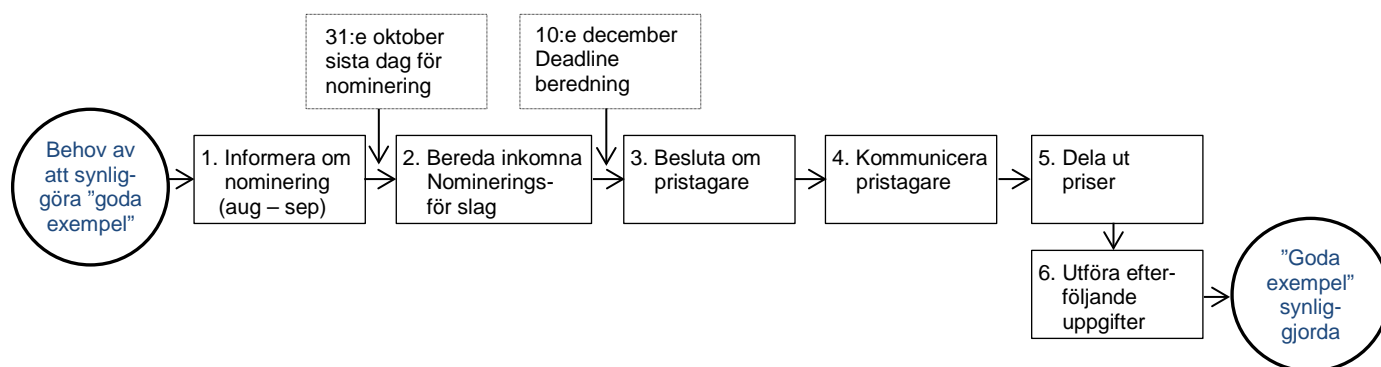 31:e oktober
sista dag för
nominering
10:e december
Deadline
beredning
Behov av
att synlig-
göra ”goda
exempel”
1. Informera om
nominering
(aug – sep)
2. Bereda inkomna
Nominerings-
för slag
3. Besluta om
pristagare
4. Kommunicera
pristagare
5. Dela ut
priser
6. Utföra efter-
följande
uppgifter
”Goda
exempel”
synlig-
gjorda